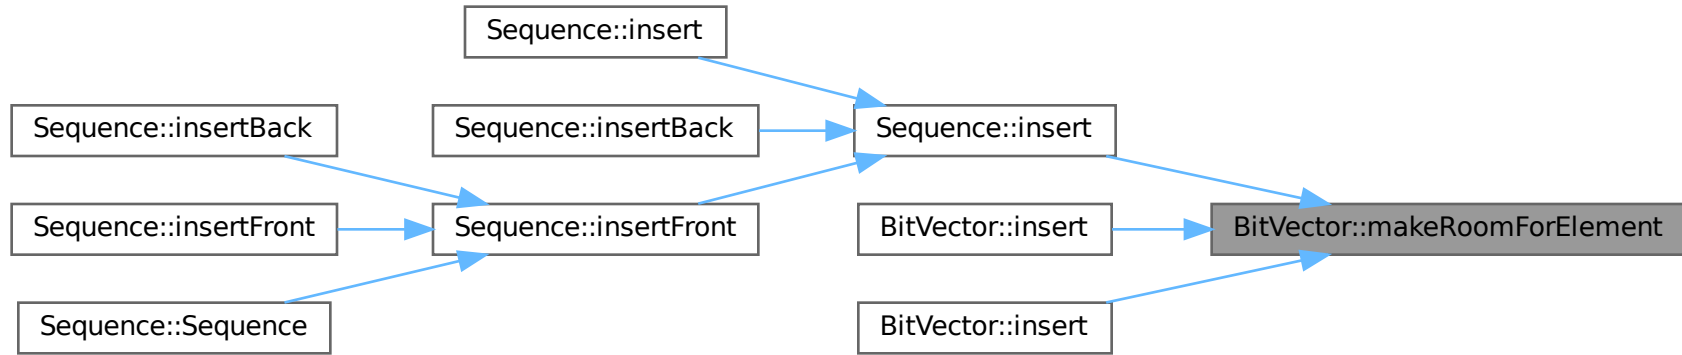 Sequence::insert
Sequence::insertBack
Sequence::insertBack
Sequence::insert
Sequence::insertFront
Sequence::insertFront
BitVector::insert
BitVector::makeRoomForElement
Sequence::Sequence
BitVector::insert